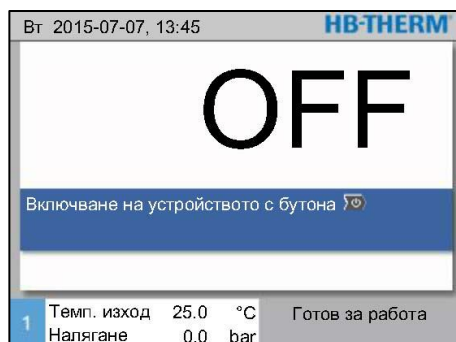 Вт 2015-07-07, 13:45 HB-THERM
OFF
Включване на устройството с бутона
1 Темп. изход 25.0 °C Готов за работа
Налягане 0.0 bar